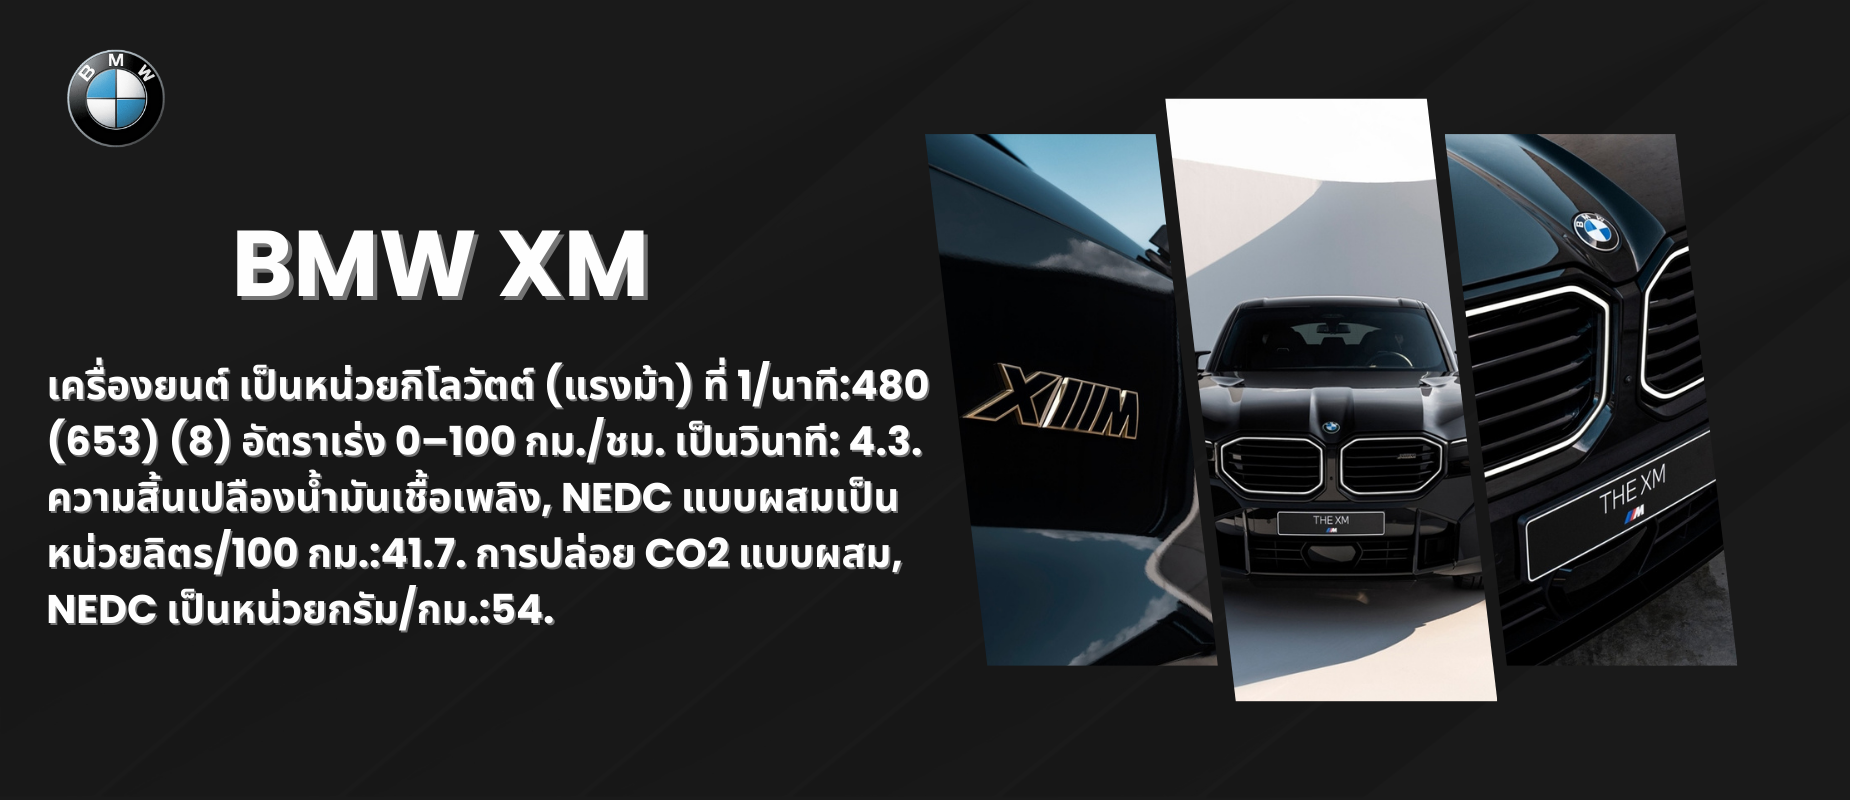 BMW
BMW XM
เครื่องยนต์ เป็นหน่วยกิโลวัตต์ (แรงม้า) ที่ 1/นาที:480
(653) (8) อัตราเร่ง 0–100 กม./ชม. เป็นวินาที: 4.3.
ความสิ้นเปลืองน้ำมันเชื้อเพลิง, NEDC แบบผสมเป็น
หน่วยลิตร/100 กม.:41.7. การปล่อย CO2 แบบผสม,
NEDC เป็นหน่วยกรัม/กม.:54.
XM
THE XM
M
BMW
THE XM
M